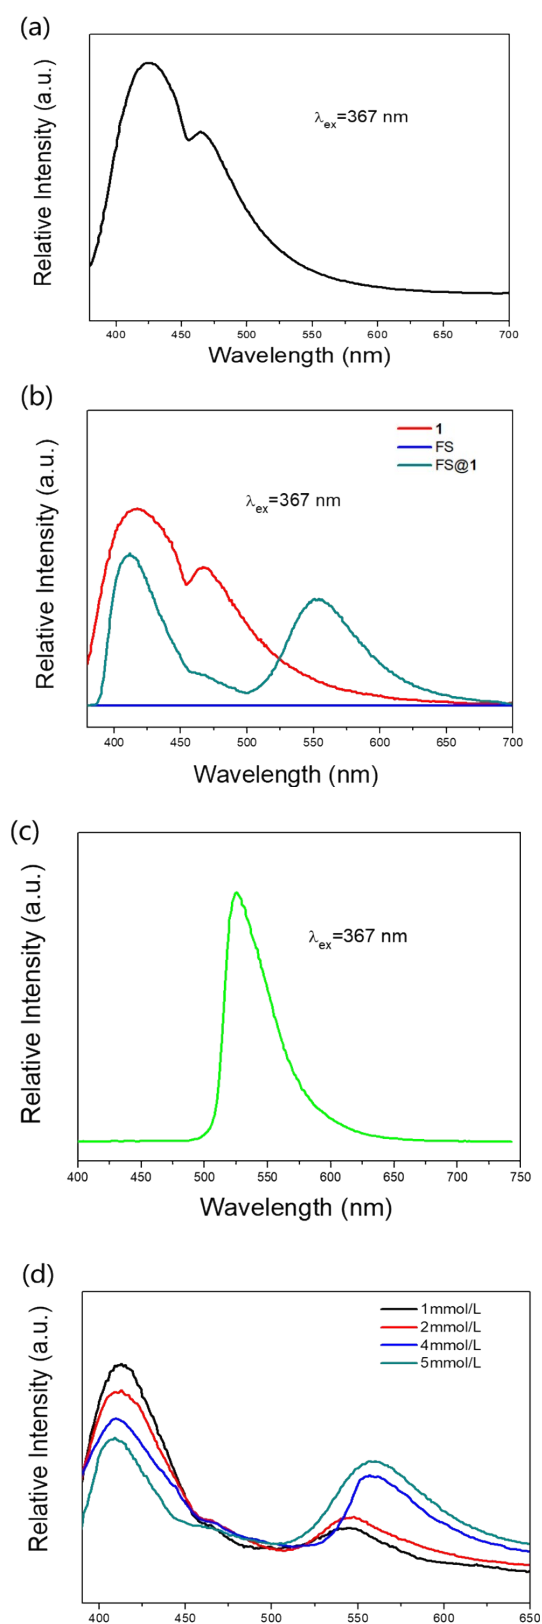 (a)
Relative Intensity (a.u.)
λex=367 nm
400 450 500 550 600 650 700
Wavelength (nm)
(b)
Relative Intensity (a.u.)
1
FS
FS@1
λex=367 nm
400 450 500 550 600 650 700
Wavelength (nm)
(c)
Relative Intensity (a.u.)
λex=367 nm
400 450 500 550 600 650 700 750
Wavelength (nm)
(d)
Relative Intensity (a.u.)
1mmol/L
2mmol/L
4mmol/L
5mmol/L
400 450 500 550 600 650